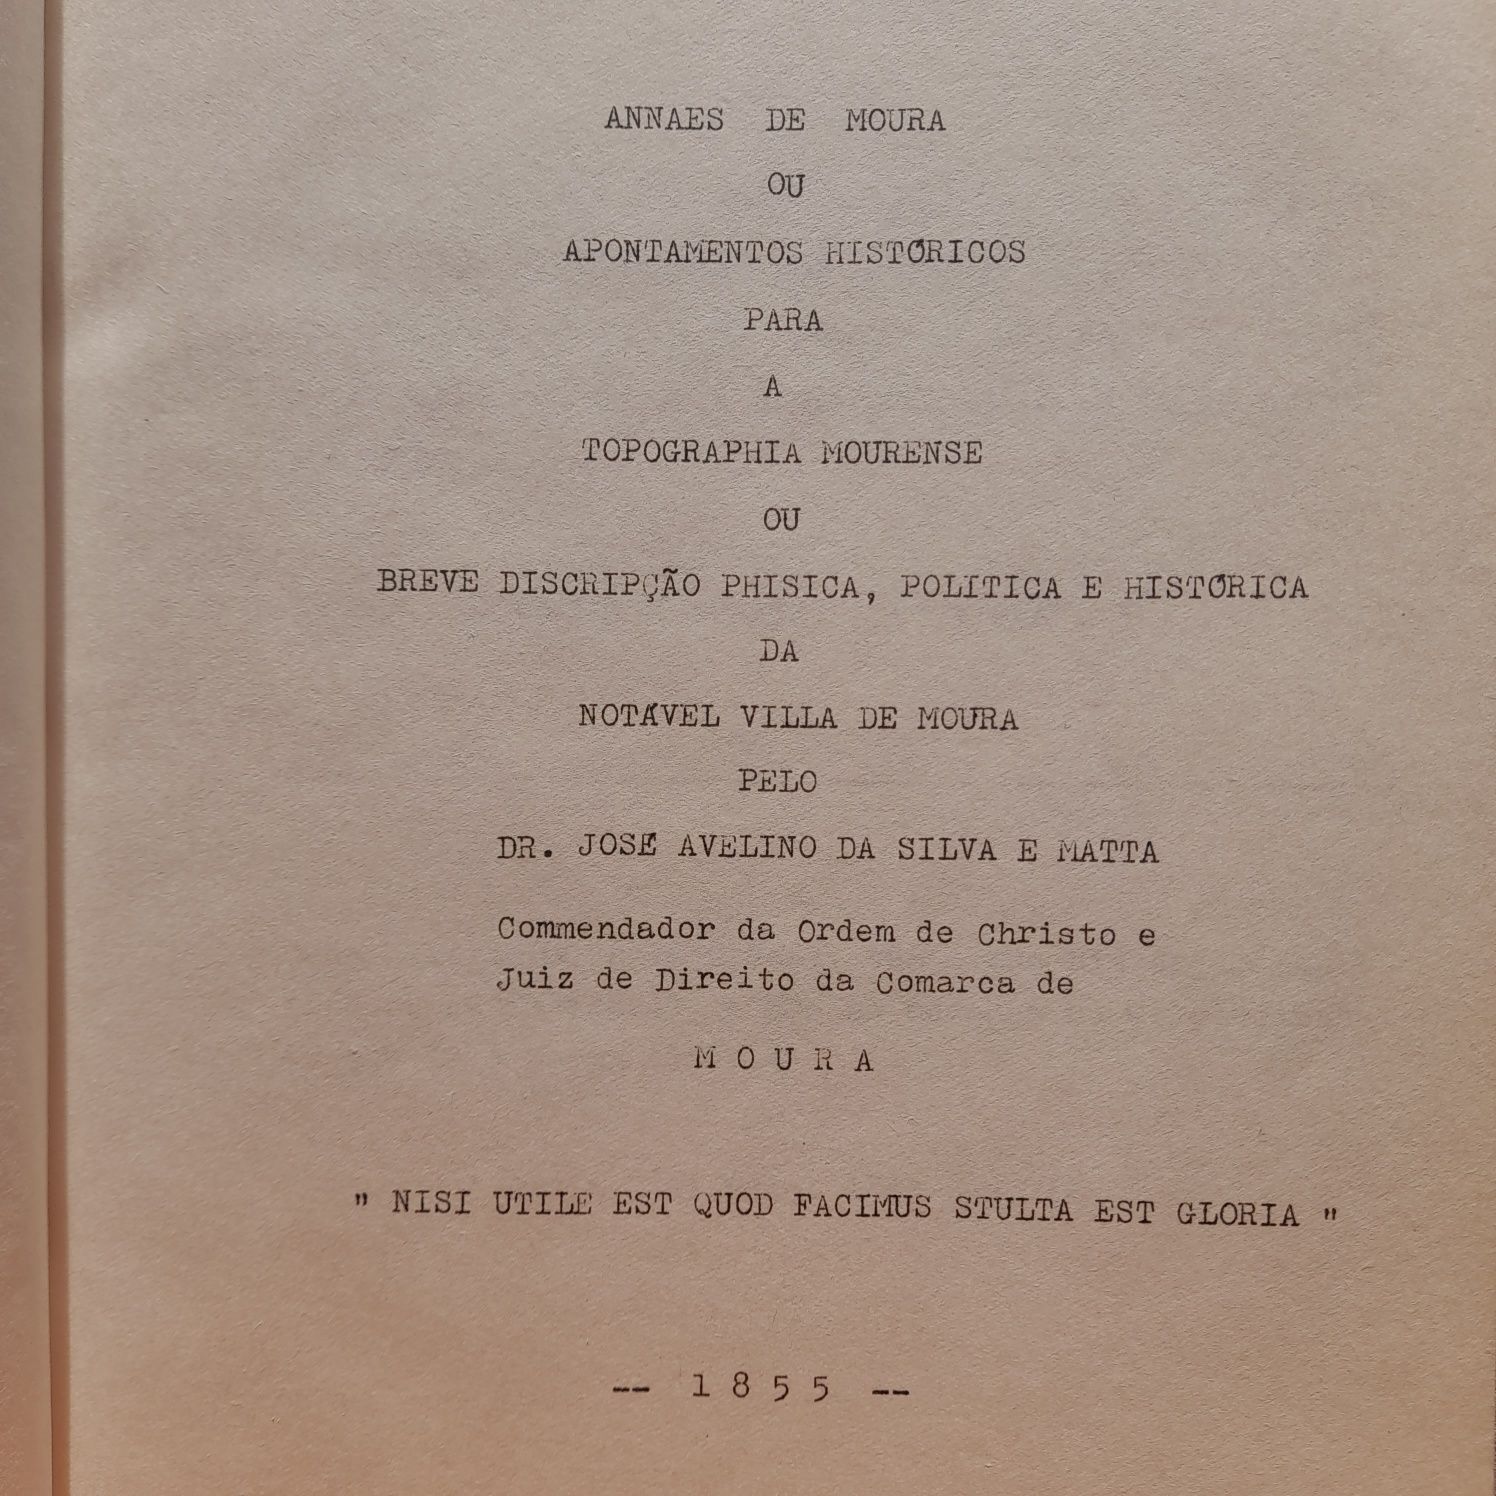 ANNAES DE MOURA
OU
APONTAMENTOS HISTÓRICOS
PARA
A
TOPOGRAPHIA MOURENSE
OU
BREVE DISCRIPÇÃO PHISICA, POLITICA E HISTÓRICA
DA
NOTÁVEL VILLA DE MOURA
PELO
DR. JOSÉ AVELINO DA SILVA E MATTA
Commendador da Ordem de Christo e
Juiz de Direito da Comarca de
M O U R A
" NISI UTILE EST QUOD FACIMUS STULTA EST GLORIA "
-- 1 8 5 5 --